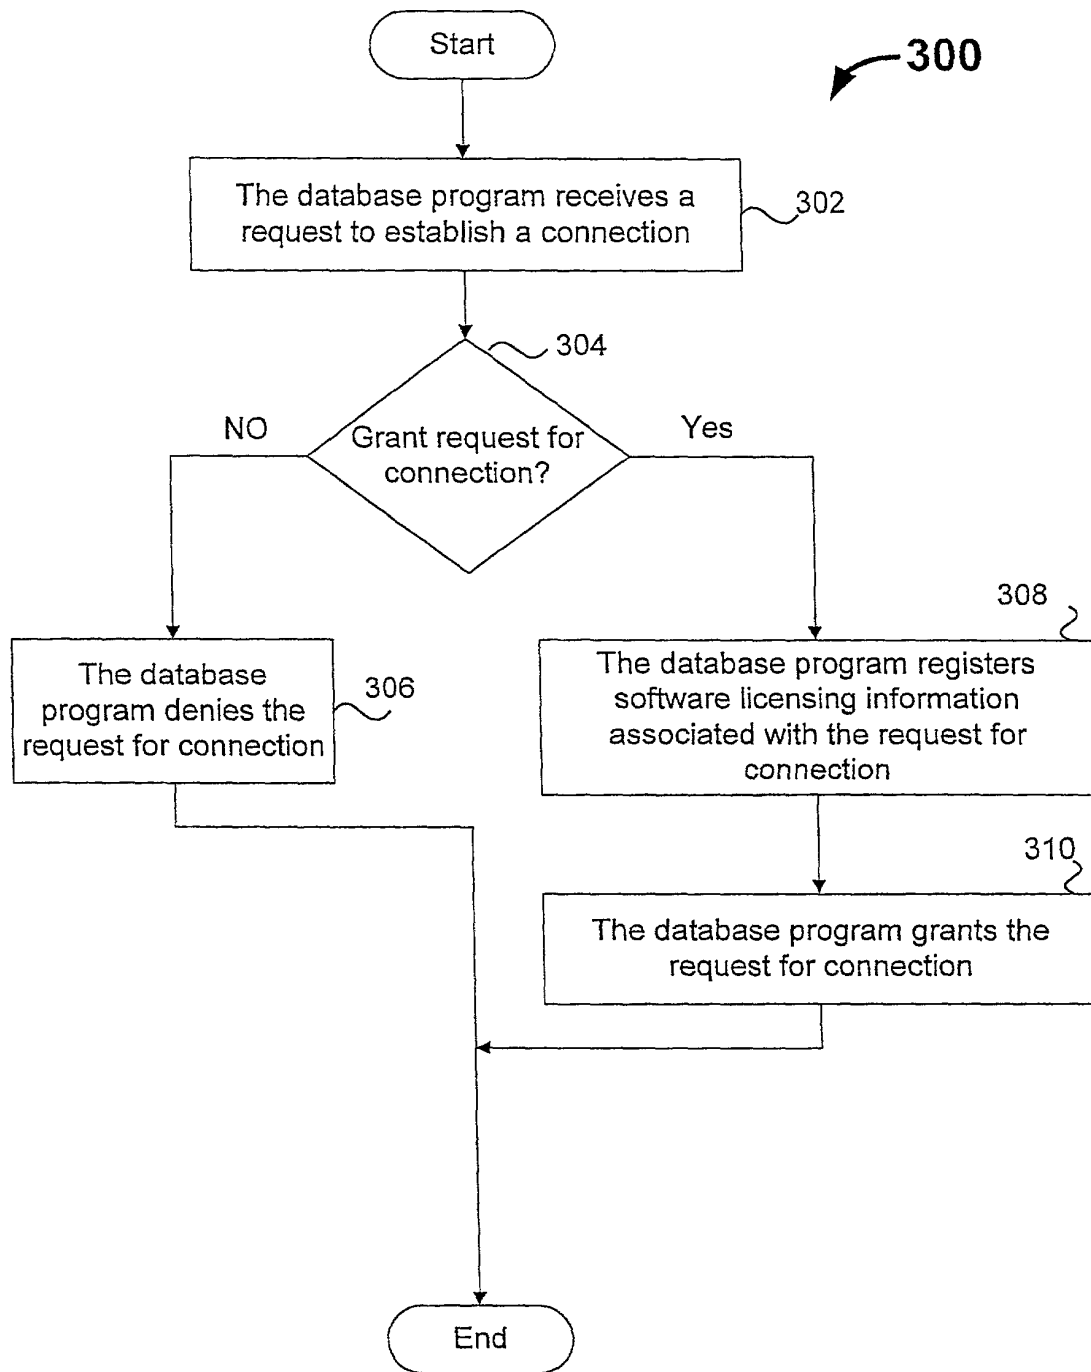 Start
300
The database program receives a
request to establish a connection
302
304
Grant request for
connection?
NO
Yes
The database
program denies the
request for connection
306
308
The database program registers
software licensing information
associated with the request for
connection
310
The database program grants the
request for connection
End